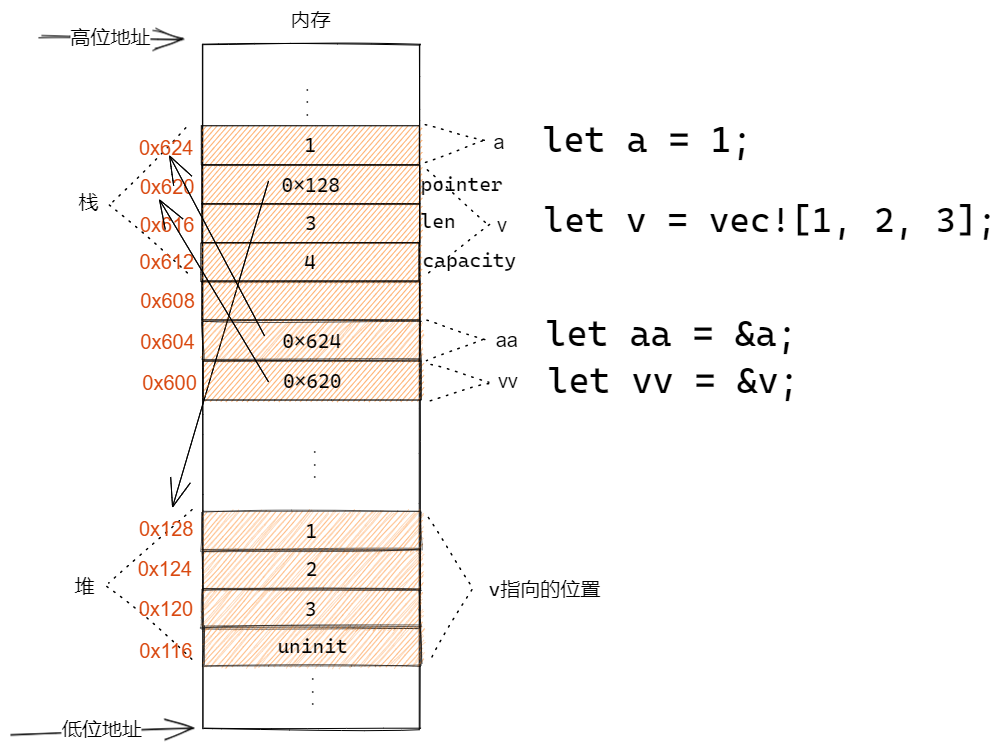 内存
高位地址
0x624
1
a
let a = 1;
0x620
0×128
pointer
栈
0x616
3
len
v
let v = vec![1, 2, 3];
0x612
4
capacity
0x608
0x604
0×624
aa
let aa = &a;
0x600
0×620
vv
let vv = &v;
0x128
1
0x124
2
堆
v指向的位置
0x120
3
0x116
uninit
低位地址